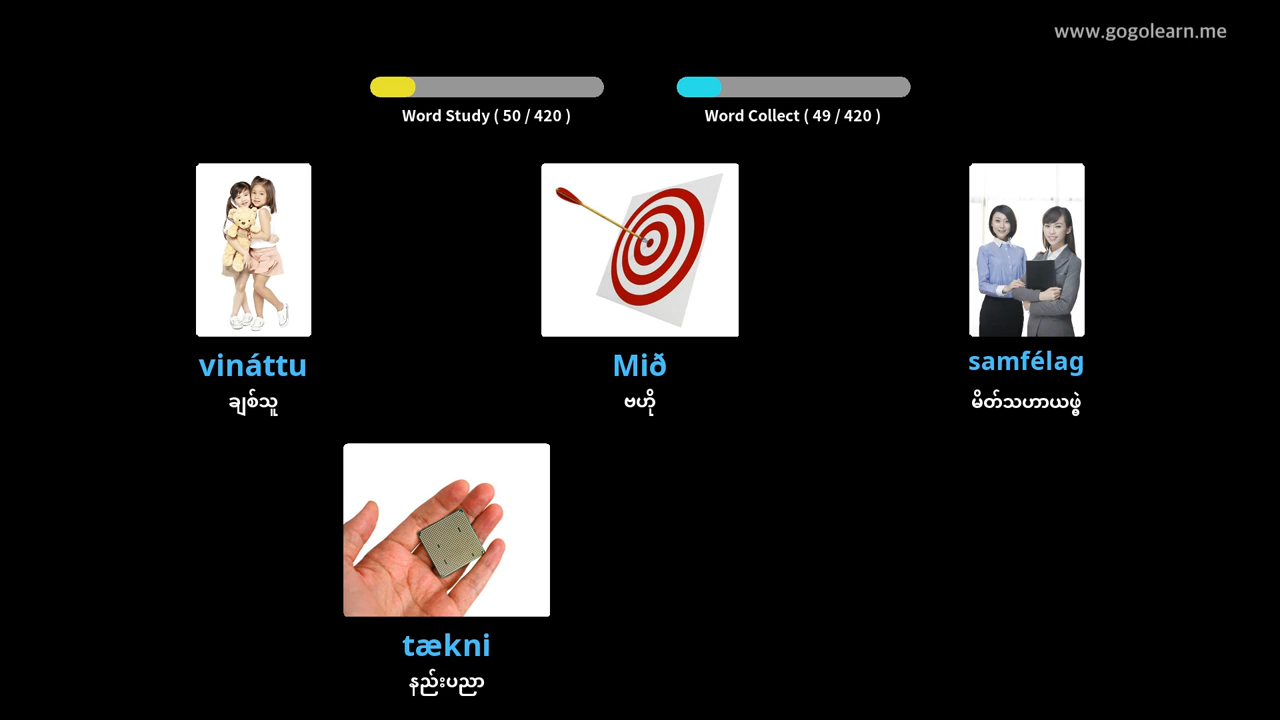 www.gogolearn.me
Word Study ( 50 / 420 )
Word Collect ( 49 / 420 )
vináttu
ချစ်သူ
Mið
ဗဟို
samfélag
မိတ်သဟာယဖွဲ့
tækni
နည်းပညာ